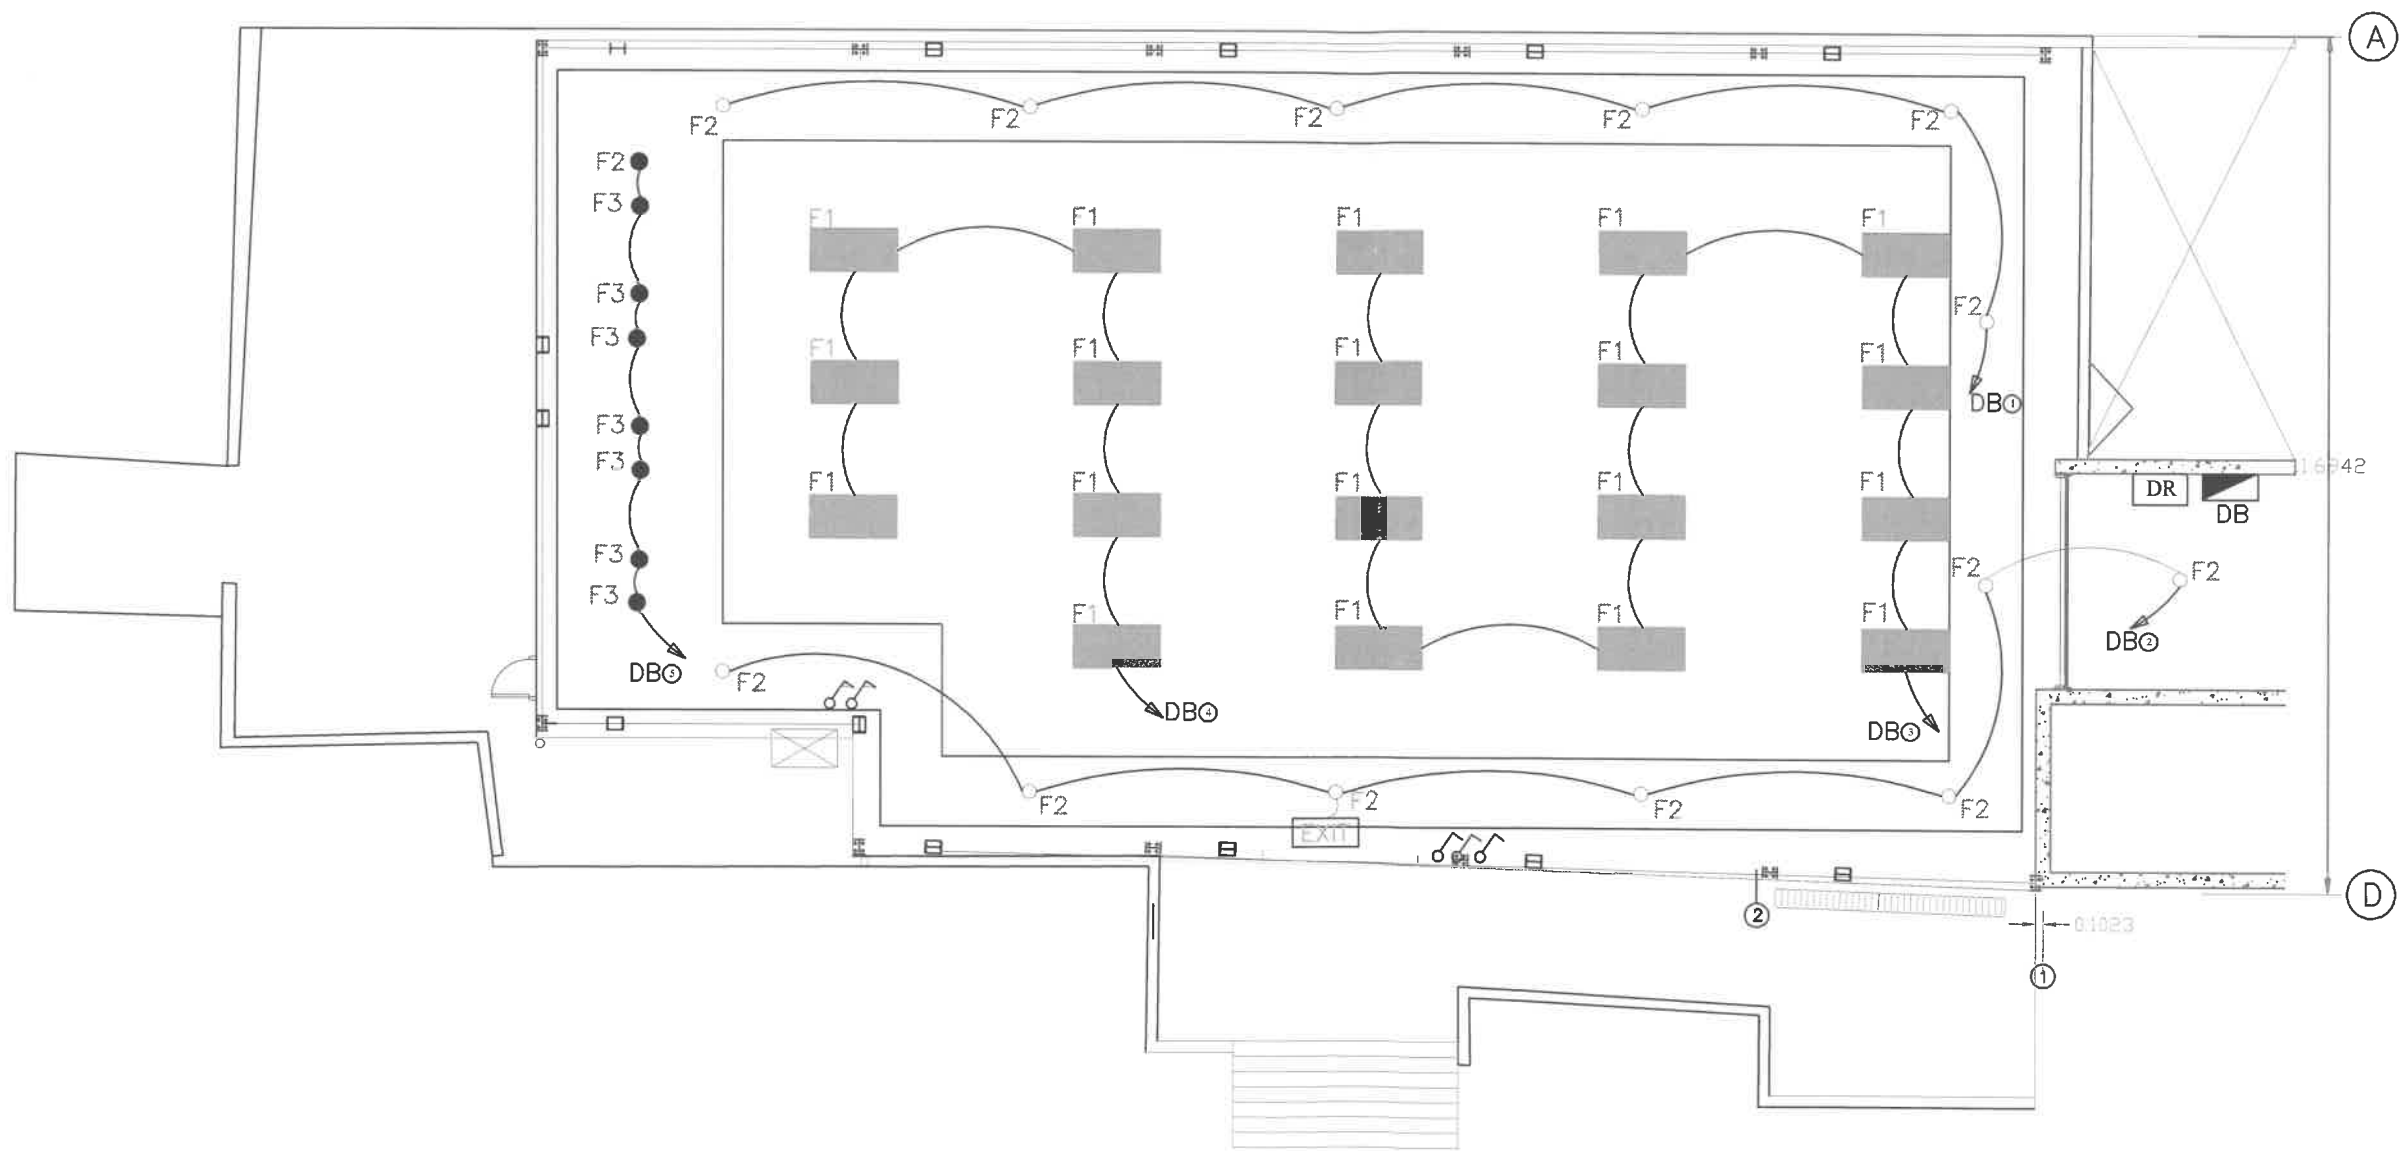 A
F2 F2 F2 F2 F2
F2
F3
F1 F1 F1 F1 F1
F3
F2
F3
F1 F1 F1 F1 F1
DB①
F3
F3
F1 F1 F1 F1 F1
DR
DB
F3
F2 F2
F3
F1 F1 F1 F1
DB②
DB⑤
F2
DB④
DB③
F2 F2 F2 F2
EXIT
D
2
0.1023
1